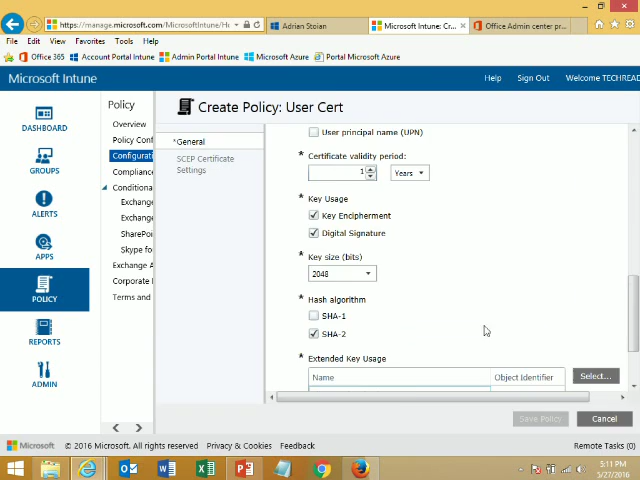 https://manage.microsoft.com/MicrosoftIntune/H
Adrian Stoian
Microsoft Intune: Cr...
Office Admin center pr...
File Edit View Favorites Tools Help
Office 365
Account Portal Intune
Admin Portal Intune
Microsoft Azure
Portal Microsoft Azure
Microsoft Intune
Help
Sign Out
Welcome TECHREAD
DASHBOARD
GROUPS
ALERTS
APPS
POLICY
REPORTS
ADMIN
Policy
Overview
Policy Conf
Configurati
Compliance
Conditiona
Exchange
Exchange
SharePoi
Skype fo
Exchange A
Corporate
Terms and
Create Policy: User Cert
*General
SCEP Certificate
Settings
User principal name (UPN)
* Certificate validity period:
1 Years
* Key Usage
Key Encipherment
Digital Signature
* Key size (bits)
2048
* Hash algorithm
SHA-1
SHA-2
* Extended Key Usage
Name Object Identifier
Select...
Save Policy
Cancel
Microsoft © 2016 Microsoft. All rights reserved. Privacy & Cookies Feedback
Remote Tasks (0)
5:11 PM
3/27/2016